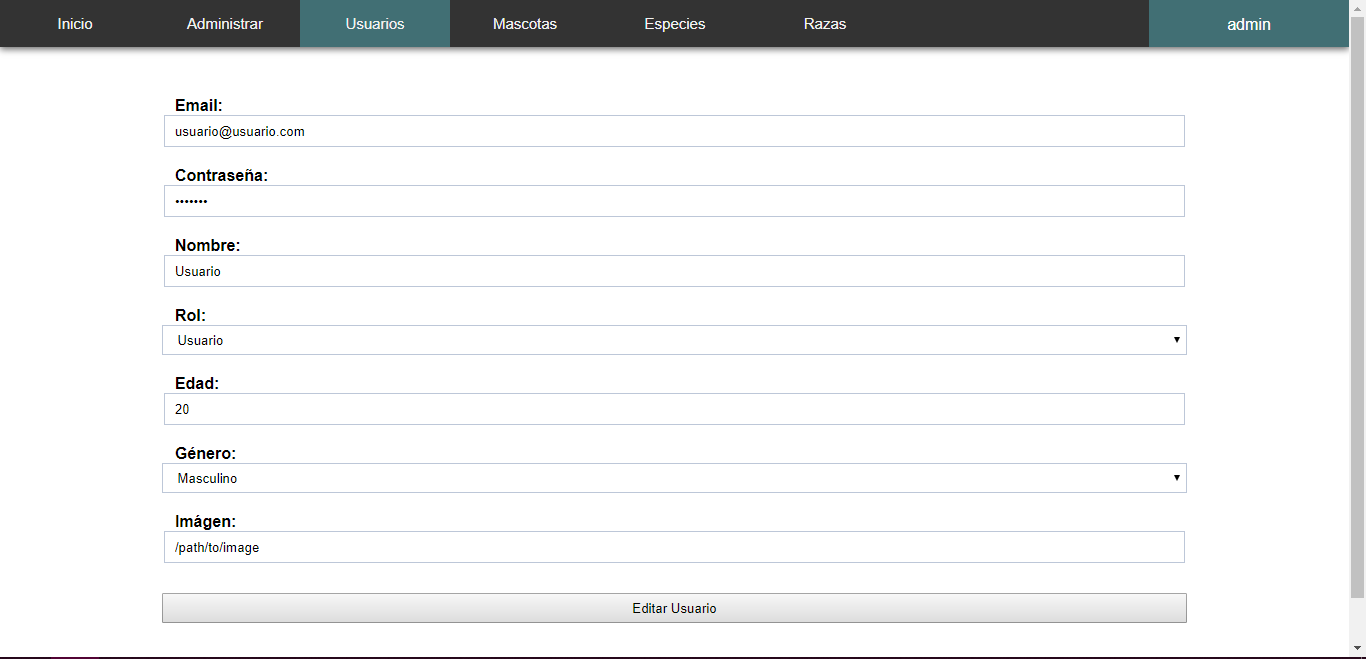 Inicio Administrar Usuarios Mascotas Especies Razas admin
Email:
usuario@usuario.com
Contraseña:
•••••••
Nombre:
Usuario
Rol:
Usuario
Edad:
20
Género:
Masculino
Imágen:
/path/to/image
Editar Usuario